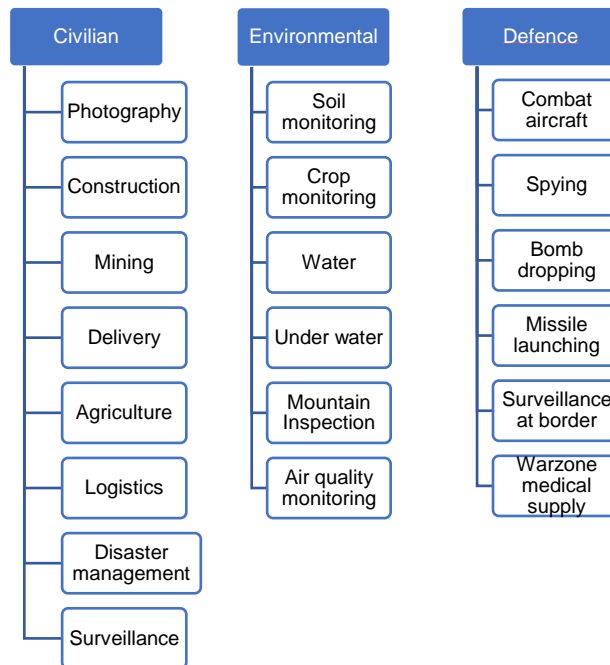 Civilian
Photography
Construction
Mining
Delivery
Agriculture
Logistics
Disaster
management
Surveillance
Environmental
Soil
monitoring
Crop
monitoring
Water
Under water
Mountain
Inspection
Air quality
monitoring
Defence
Combat
aircraft
Spying
Bomb
dropping
Missile
launching
Surveillance
at border
Warzone
medical
supply